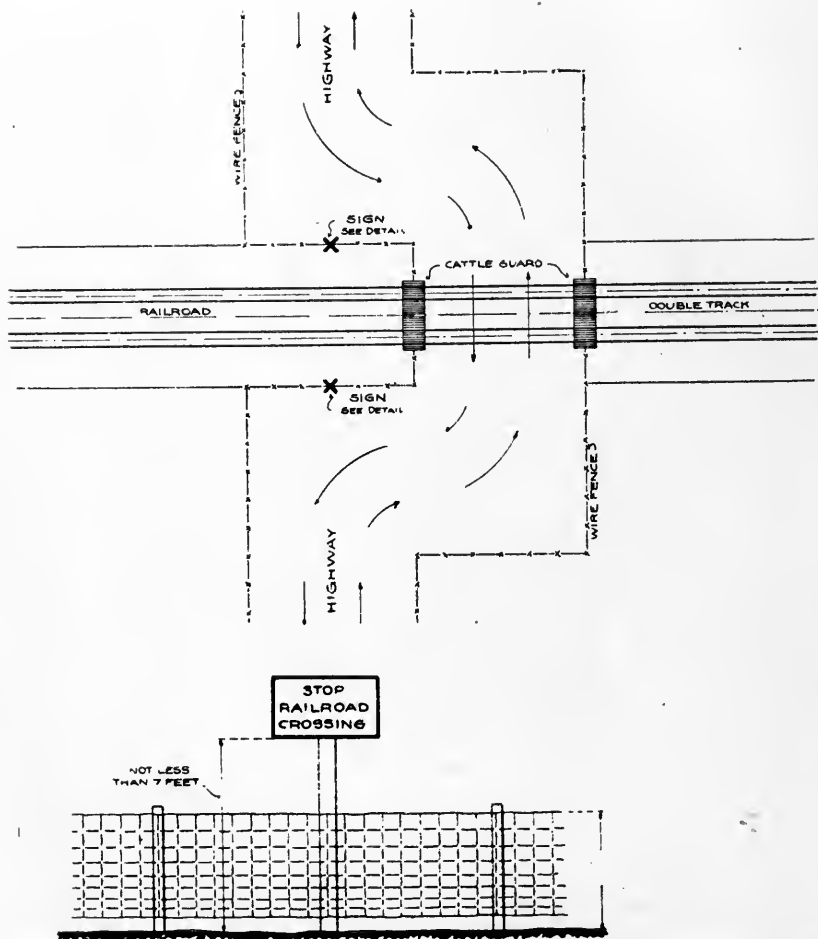 HIGHWAY
WIRE FENCE
SIGN
SEE DETAIL
CATTLE GUARD
RAILROAD
DOUBLE TRACK
SIGN
SEE DETAIL
WIRE FENCE
HIGHWAY
STOP
RAILROAD
CROSSING
NOT LESS
THAN 7 FEET